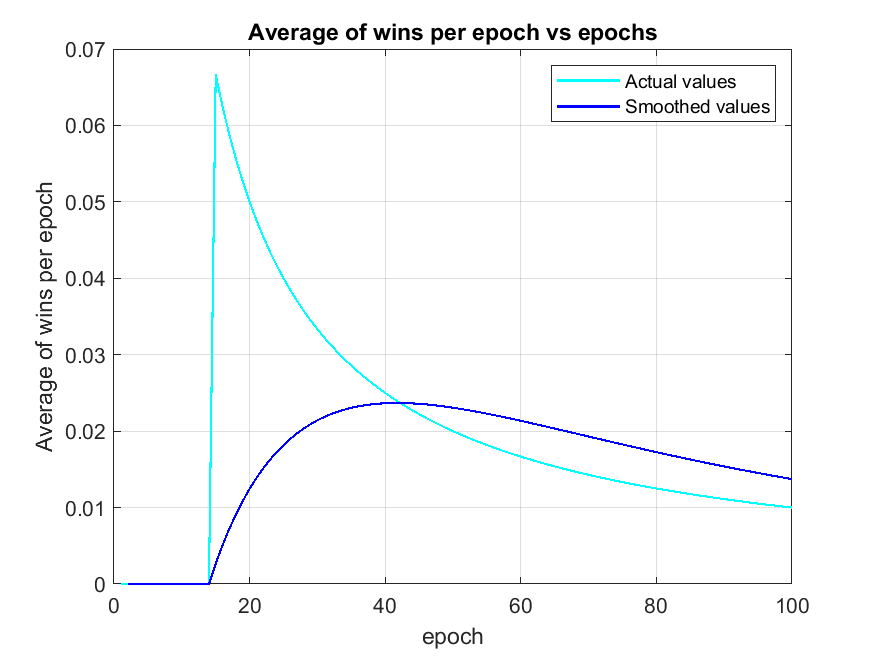 Average of wins per epoch vs epochs
Actual values
Smoothed values
Average of wins per epoch
0.07
0.06
0.05
0.04
0.03
0.02
0.01
0
0 20 40 60 80 100
epoch